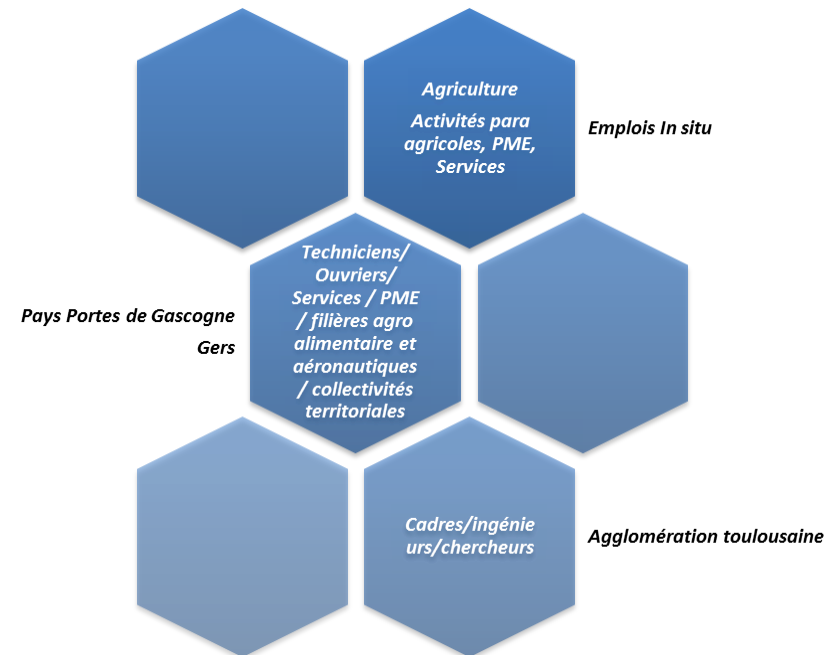 Agriculture
Activités para
agricoles, PME,
Services
Emplois In situ
Techniciens/
Ouvriers/
Services / PME
/ filières agro
alimentaire et
aéronautiques
/ collectivités
territoriales
Pays Portes de Gascogne
Gers
Cadres/ingénie
urs/chercheurs
Agglomération toulousaine